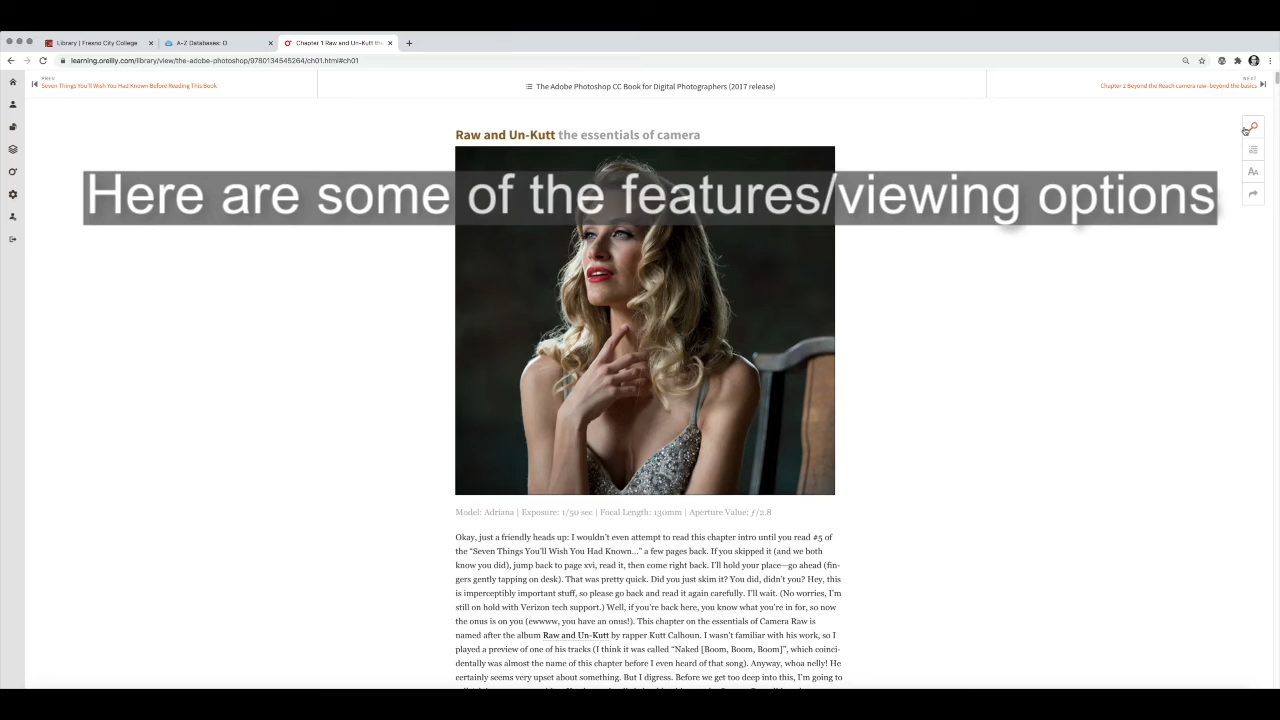 Library | Fresno City College
A-Z Databases: O
Chapter 1 Raw and Un-Kutt the
learning.oreilly.com/library/view/the-adobe-photoshop/9780134545264/ch01.html#ch01
PREV
Seven Things You'll Wish You Had Known Before Reading This Book
The Adobe Photoshop CC Book for Digital Photographers (2017 release)
NEXT
Chapter 2 Beyond the Reach camera raw–beyond the basics
Raw and Un-Kutt the essentials of camera
Here are some of the features/viewing options
AA
Model: Adriana | Exposure: 1/50 sec | Focal Length: 130mm | Aperture Value: ƒ/2.8
Okay, just a friendly heads up: I wouldn't even attempt to read this chapter intro until you read #5 of
the “Seven Things You'll Wish You Had Known…” a few pages back. If you skipped it (and we both
know you did), jump back to page xvi, read it, then come right back. I'll hold your place—go ahead (fin-
gers gently tapping on desk). That was pretty quick. Did you just skim it? You did, didn't you? Hey, this
is imperceptibly important stuff, so please go back and read it again carefully. I'll wait. (No worries, I'm
still on hold with Verizon tech support.) Well, if you're back here, you know what you're in for, so now
the onus is on you (ewwww, you have an onus!). This chapter on the essentials of Camera Raw is
named after the album Raw and Un-Kutt by rapper Kutt Calhoun. I wasn't familiar with his work, so I
played a preview of one of his tracks (I think it was called “Naked [Boom, Boom, Boom]”, which coinci-
dentally was almost the name of this chapter before I even heard of that song). Anyway, whoa nelly! He
certainly seems very upset about something. But I digress. Before we get too deep into this, I'm going to